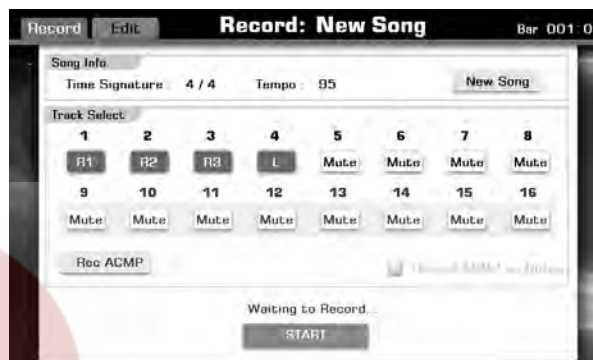 Record Edit Record: New Song Bar 001:0
Song Info
Time Signature : 4 / 4 Tempo : 95 New Song
Track Select
1 2 3 4 5 6 7 8
R1 R2 R3 L Mute Mute Mute Mute
9 10 11 12 13 14 15 16
Mute Mute Mute Mute Mute Mute Mute Mute
Rec ACMP
Waiting to Record...
START